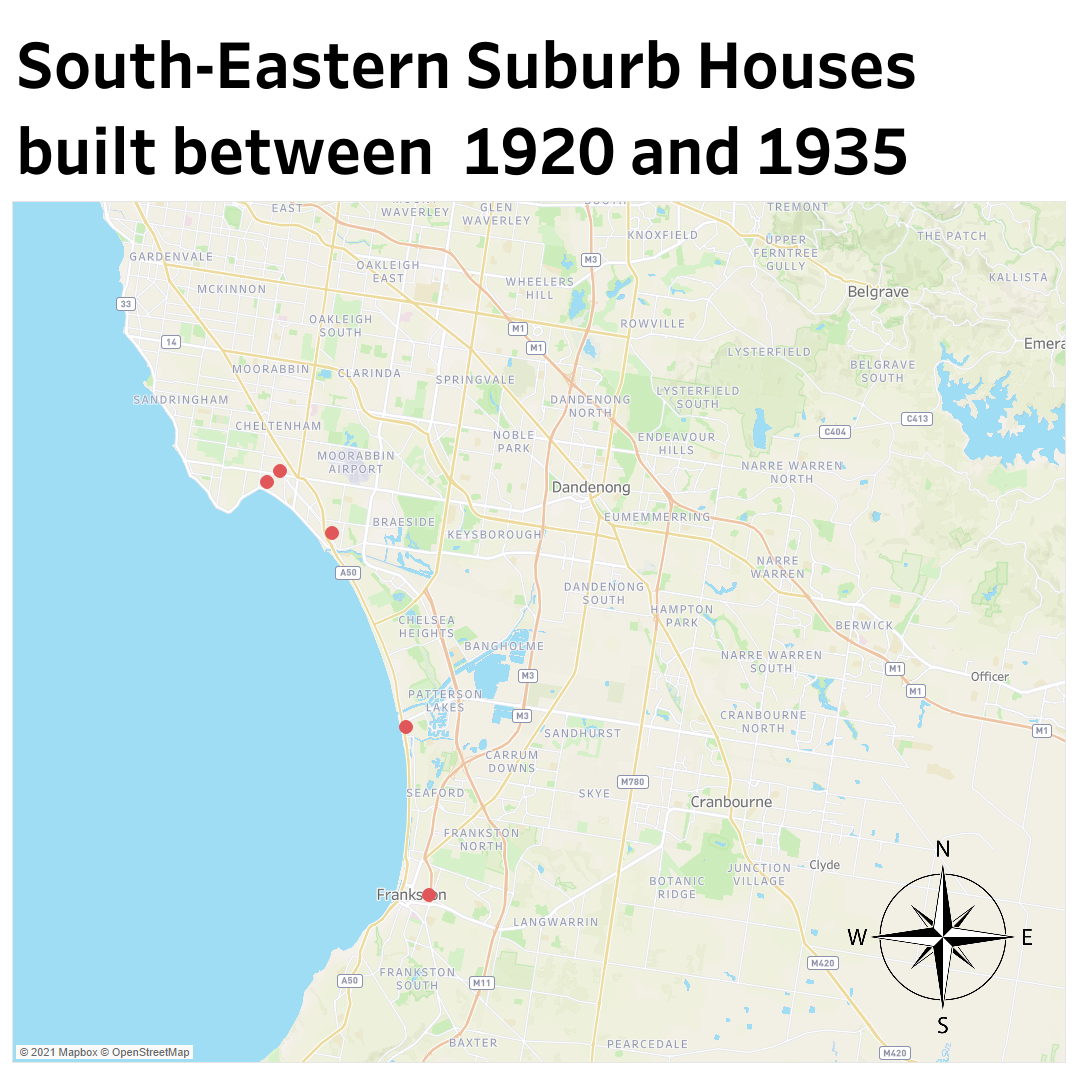 South-Eastern Suburb Houses
built between 1920 and 1935
EAST
WAVERLEY
GLEN
WAVERLEY
SOUTH
TREMONT
KNOXFIELD
THE PATCH
UPPER
FERNTREE
GULLY
GARDENVALE
M3
OAKLEIGH
EAST
KALLISTA
MCKINNON
WHEELERS
HILL
Belgrave
33
OAKLEIGH
SOUTH
ROWVILLE
M1
14
M1
Emera
LYSTERFIELD
MOORABBIN
CLARINDA
SPRINGVALE
BELGRAVE
SOUTH
SANDRINGHAM
DANDENONG
NORTH
LYSTERFIELD
SOUTH
C413
CHELTENHAM
C404
NOBLE
PARK
ENDEAVOUR
HILLS
MOORABBIN
AIRPORT
NARRE WARREN
NORTH
Dandenong
BRAESIDE
EUMEMMERRING
KEYSBOROUGH
A50
NARRE
WARREN
DANDENONG
SOUTH
HAMPTON
PARK
CHELSEA
HEIGHTS
BERWICK
BANGHOLME
NARRE WARREN
SOUTH
M1
M3
Officer
M1
PATTERSON
LAKES
M3
CRANBOURNE
NORTH
M1
SANDHURST
CARRUM
DOWNS
M780
SEAFORD
SKYE
Cranbourne
FRANKSTON
NORTH
N
JUNCTION
VILLAGE
Clyde
BOTANIC
RIDGE
Frankston
LANGWARRIN
W
E
M420
FRANKSTON
SOUTH
A50
M11
S
BAXTER
PEARCEDALE
M420
© 2021 Mapbox © OpenStreetMap